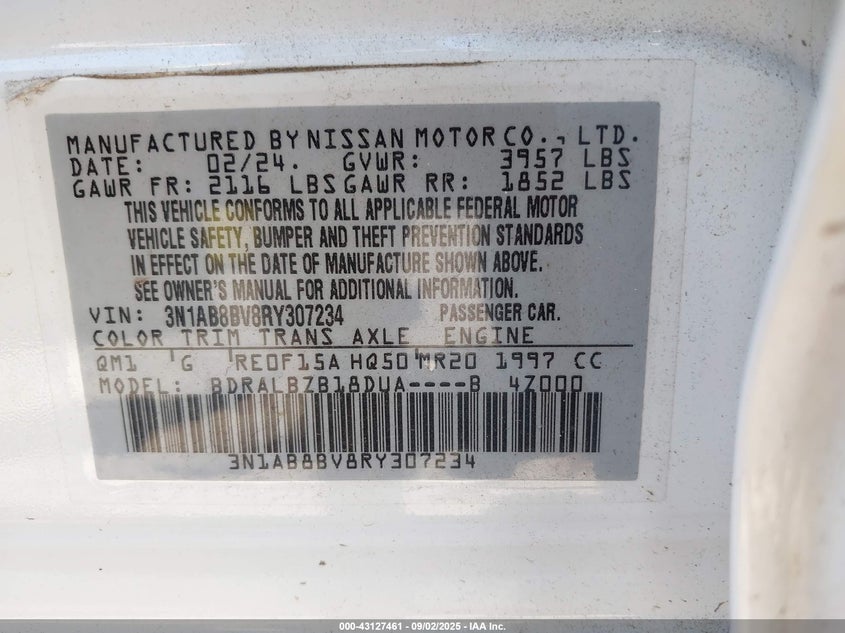 MANUFACTURED BY NISSAN MOTOR CO., LTD.
DATE: 02/24. GVWR: 3957 LBS
GAWR FR: 2116 LBS GAWR RR: 1852 LBS
THIS VEHICLE CONFORMS TO ALL APPLICABLE FEDERAL MOTOR
VEHICLE SAFETY, BUMPER AND THEFT PREVENTION STANDARDS
IN EFFECT ON THE DATE OF MANUFACTURE SHOWN ABOVE.
SEE OWNER'S MANUAL FOR ADDITIONAL INFORMATION.
VIN: 3N1AB8BV8RY307234 PASSENGER CAR.
COLOR TRIM TRANS AXLE ENGINE
QM1 G RE0F15A HQ50 MR20 1997 CC
MODEL: BDRALBZB18DUA----B 4Z000
3N1AB8BV8RY307234
000-43127461 - 09/02/2025 - IAA Inc.